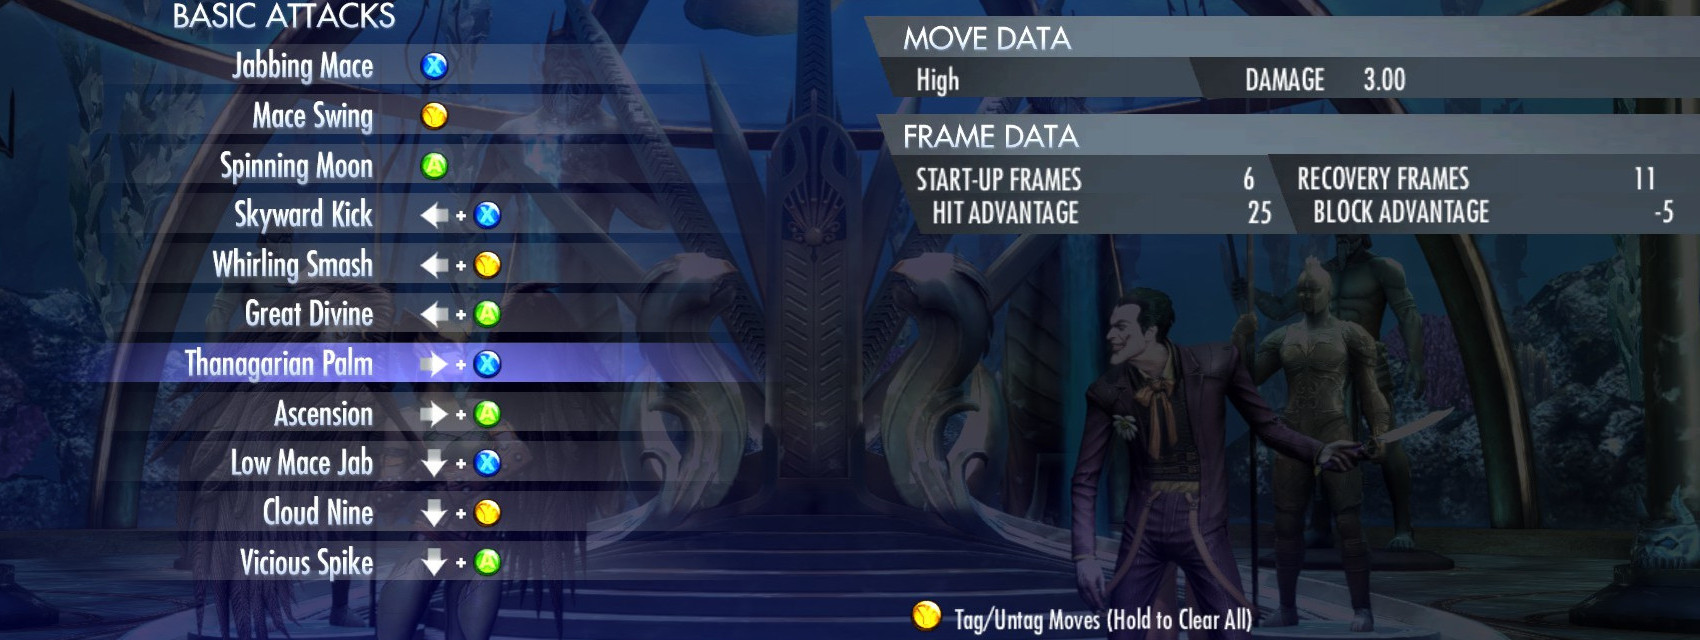 BASIC ATTACKS
Jabbing Mace X
Mace Swing Y
Spinning Moon A
Skyward Kick + X
Whirling Smash + Y
Great Divine + A
Thanagarian Palm + X
Ascension + A
Low Mace Jab + X
Cloud Nine + Y
Vicious Spike + A
MOVE DATA
High DAMAGE 3.00
FRAME DATA
START-UP FRAMES 6 RECOVERY FRAMES 11
HIT ADVANTAGE 25 BLOCK ADVANTAGE -5
Y Tag/Untag Moves (Hold to Clear All)